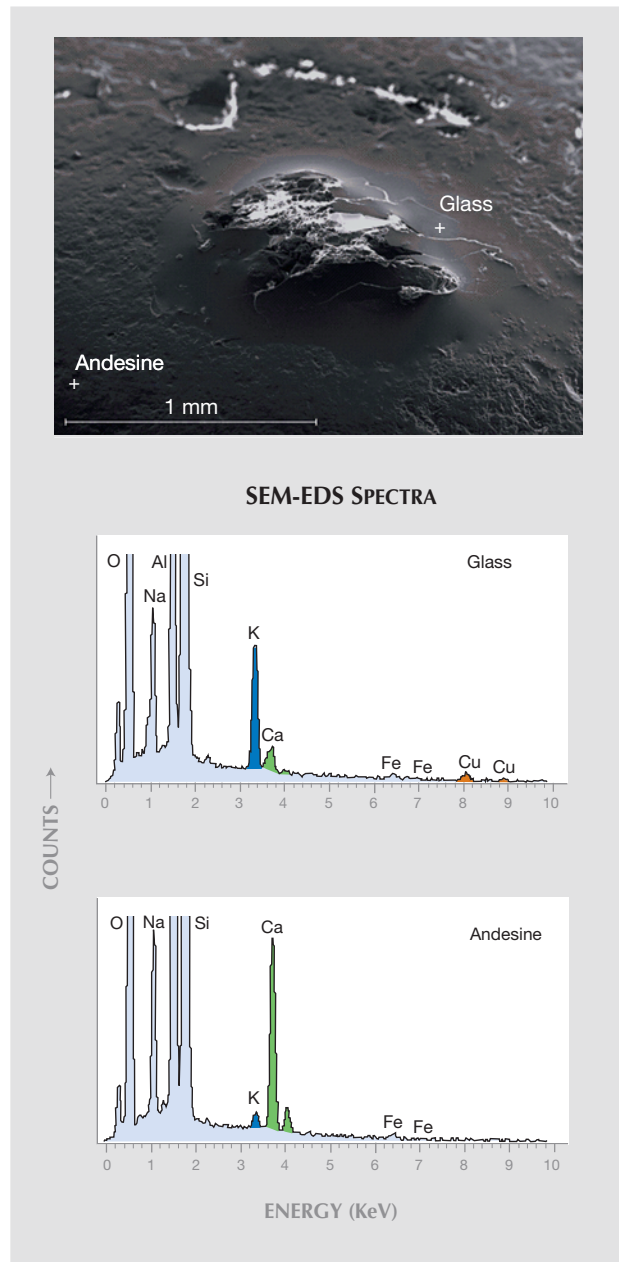 Glass
+
Andesine
+
1 mm
SEM-EDS SPECTRA
O Al
Si
Na
Glass
K
Ca
Fe Fe Cu Cu
0 1 2 3 4 5 6 7 8 9 10
COUNTS →
O Na Si
Ca
Andesine
K
Fe Fe
0 1 2 3 4 5 6 7 8 9 10
ENERGY (KeV)